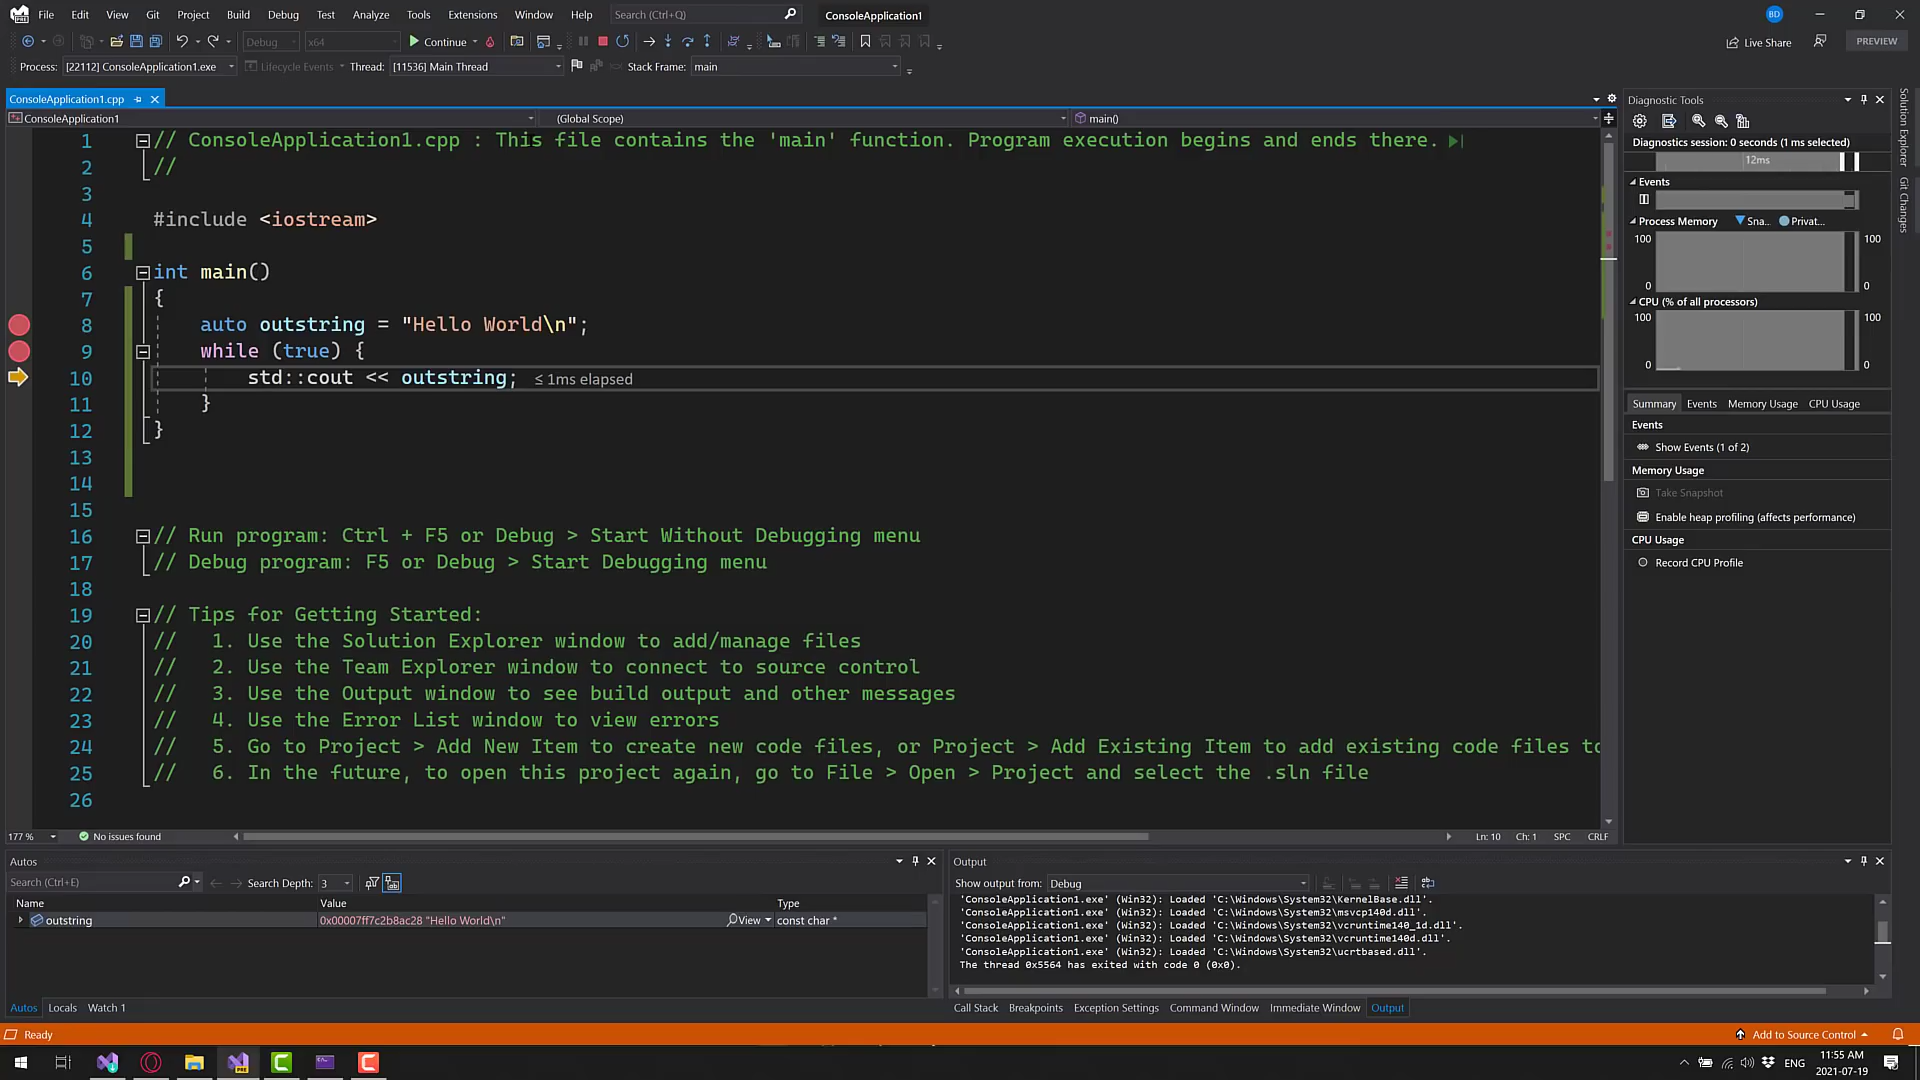 File Edit View Git Project Build Debug Test Analyze Tools Extensions Window Help Search (Ctrl+Q) ConsoleApplication1 BD
Debug x64 Continue Live Share PREVIEW
Process: [22112] ConsoleApplication1.exe Lifecycle Events Thread: [11536] Main Thread Stack Frame: main
ConsoleApplication1.cpp
ConsoleApplication1 (Global Scope) main()
1 // ConsoleApplication1.cpp : This file contains the 'main' function. Program execution begins and ends there.
2 //
3
4 #include <iostream>
5
6 int main()
7 {
8 auto outstring = "Hello World\n";
9 while (true) {
10 std::cout << outstring; ≤ 1ms elapsed
11 }
12 }
13
14
15
16 // Run program: Ctrl + F5 or Debug > Start Without Debugging menu
17 // Debug program: F5 or Debug > Start Debugging menu
18
19 // Tips for Getting Started:
20 // 1. Use the Solution Explorer window to add/manage files
21 // 2. Use the Team Explorer window to connect to source control
22 // 3. Use the Output window to see build output and other messages
23 // 4. Use the Error List window to view errors
24 // 5. Go to Project > Add New Item to create new code files, or Project > Add Existing Item to add existing code files to
25 // 6. In the future, to open this project again, go to File > Open > Project and select the .sln file
26
177 % No issues found Ln: 10 Ch: 1 SPC CRLF
Diagnostic Tools
Diagnostics session: 0 seconds (1 ms selected)
12ms
Events
Process Memory Sna... Privat...
100 100
0 0
CPU (% of all processors)
100 100
0 0
Summary Events Memory Usage CPU Usage
Events
Show Events (1 of 2)
Memory Usage
Take Snapshot
Enable heap profiling (affects performance)
CPU Usage
Record CPU Profile
Solution Explorer
Git Changes
Autos
Search (Ctrl+E) Search Depth: 3
Name Value Type
outstring 0x00007ff7c2b8ac28 "Hello World\n" View const char *
Autos Locals Watch 1
Output
Show output from: Debug
'ConsoleApplication1.exe' (Win32): Loaded 'C:\Windows\System32\KernelBase.dll'.
'ConsoleApplication1.exe' (Win32): Loaded 'C:\Windows\System32\msvcp140d.dll'.
'ConsoleApplication1.exe' (Win32): Loaded 'C:\Windows\System32\vcruntime140_1d.dll'.
'ConsoleApplication1.exe' (Win32): Loaded 'C:\Windows\System32\vcruntime140d.dll'.
'ConsoleApplication1.exe' (Win32): Loaded 'C:\Windows\System32\ucrtbased.dll'.
The thread 0x5564 has exited with code 0 (0x0).
Call Stack Breakpoints Exception Settings Command Window Immediate Window Output
Ready Add to Source Control
ENG 11:55 AM
2021-07-19